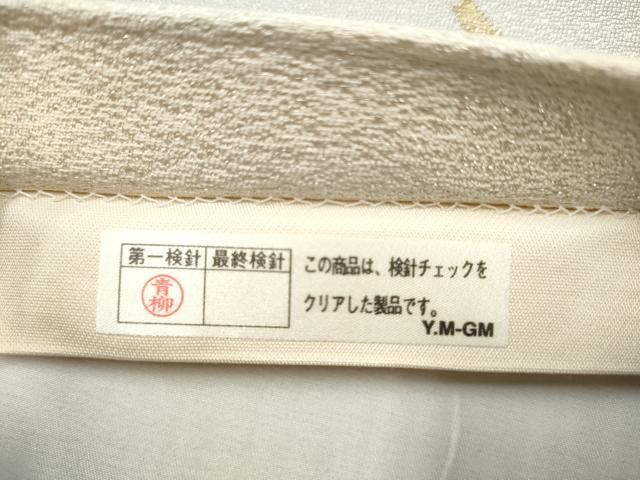 第一検針 最終検針
青柳
この商品は、検針チェックを
クリアした製品です。
Y.M-GM